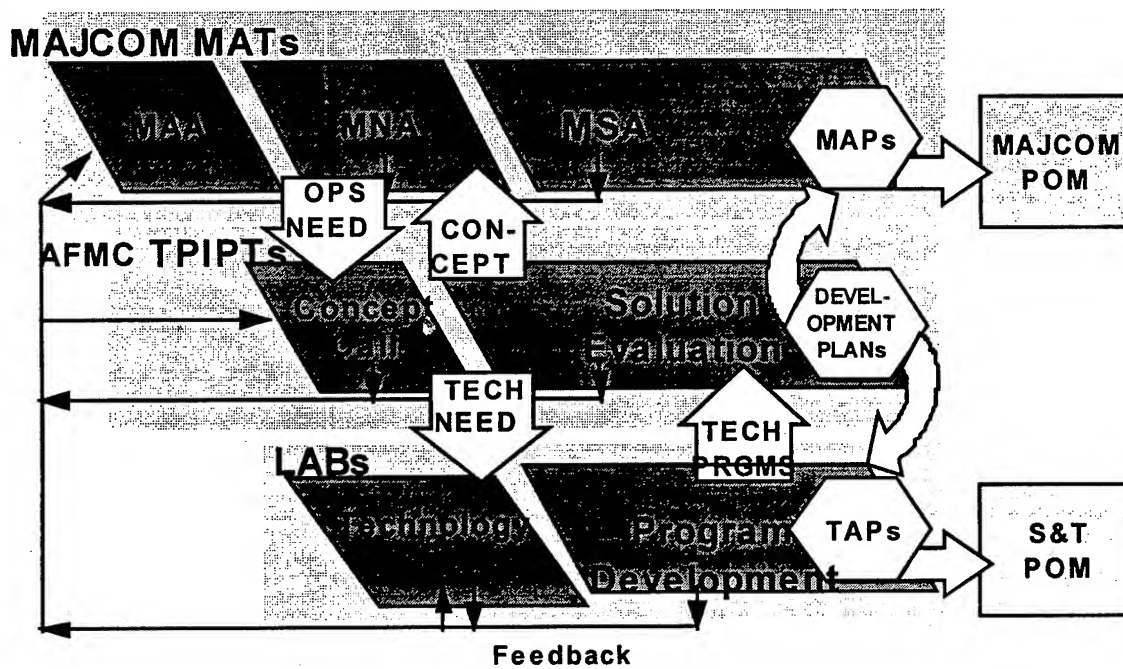 MAJCOM MATs
MAA
MNA
MSA
MAPs
MAJCOM
POM
OPS
NEED
CON-
CEPT
AFMC TPIPTs
Concept
Solution
Evaluation
DEVEL-
OPMENT
PLANs
TECH
NEED
TECH
PRGMS
LABs
Technology
Program
Development
TAPs
S&T
POM
Feedback